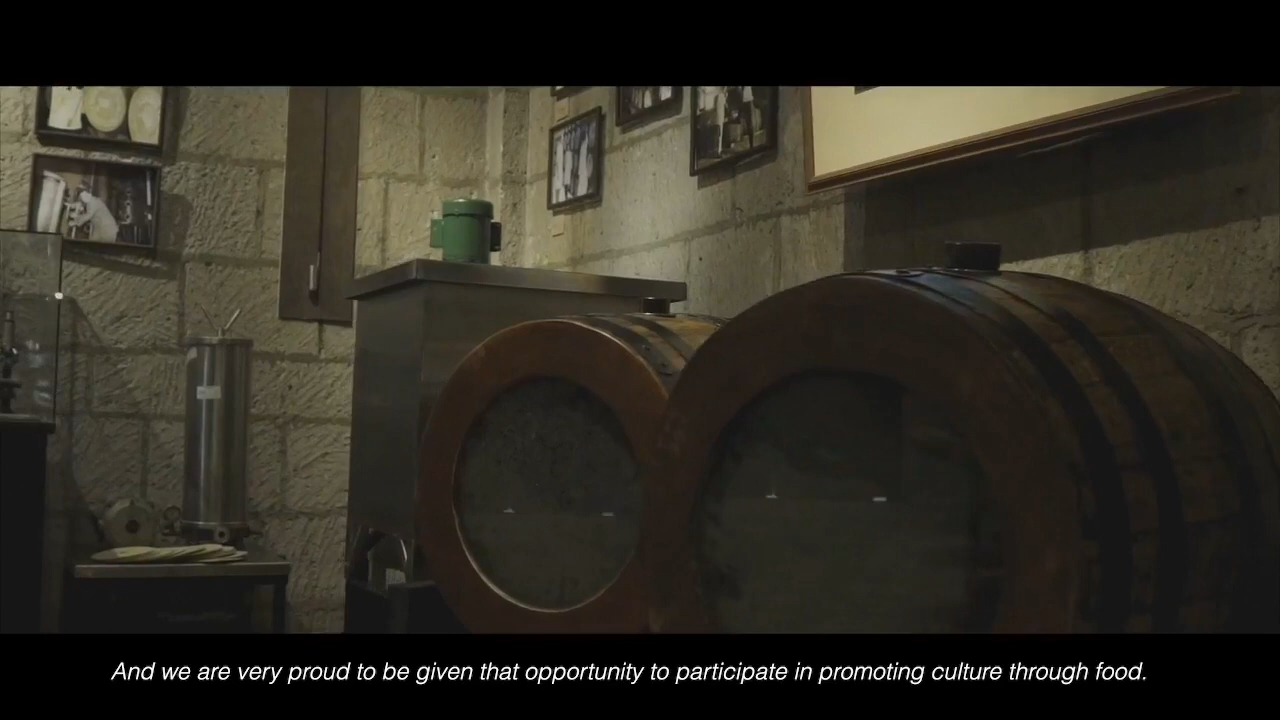 And we are very proud to be given that opportunity to participate in promoting culture through food.